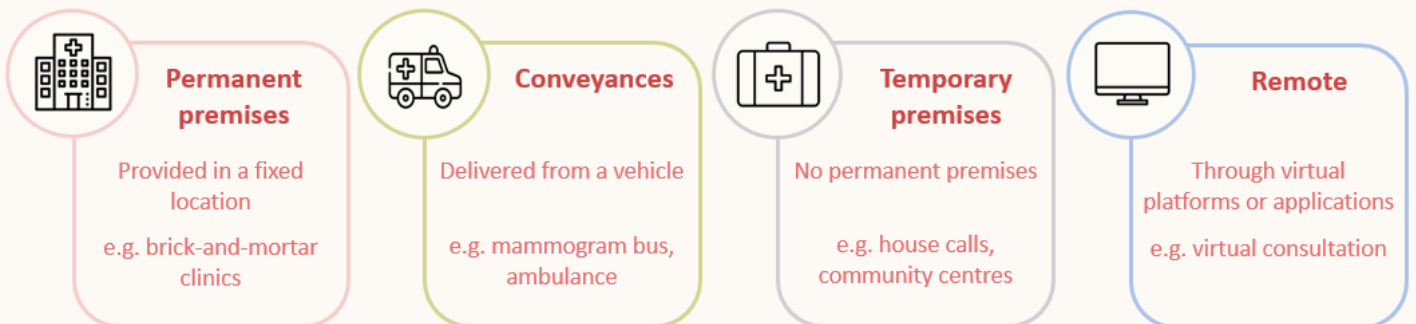 Permanent
premises
Provided in a fixed
location
e.g. brick-and-mortar
clinics
Conveyances
Delivered from a vehicle
e.g. mammogram bus,
ambulance
Temporary
premises
No permanent premises
e.g. house calls,
community centres
Remote
Through virtual
platforms or applications
e.g. virtual consultation